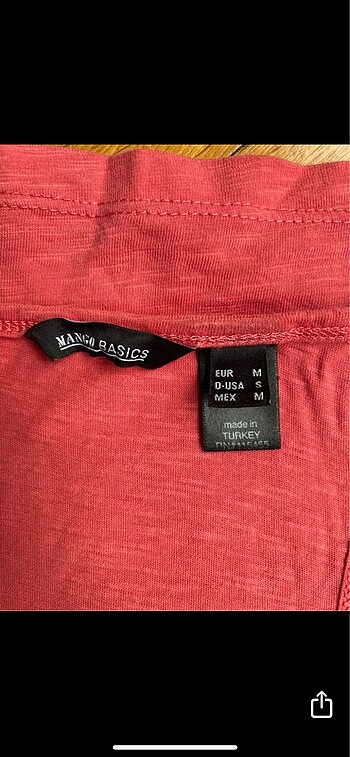 MANGO BASICS
EUR M
D-USA S
MEX M
made in
TURKEY